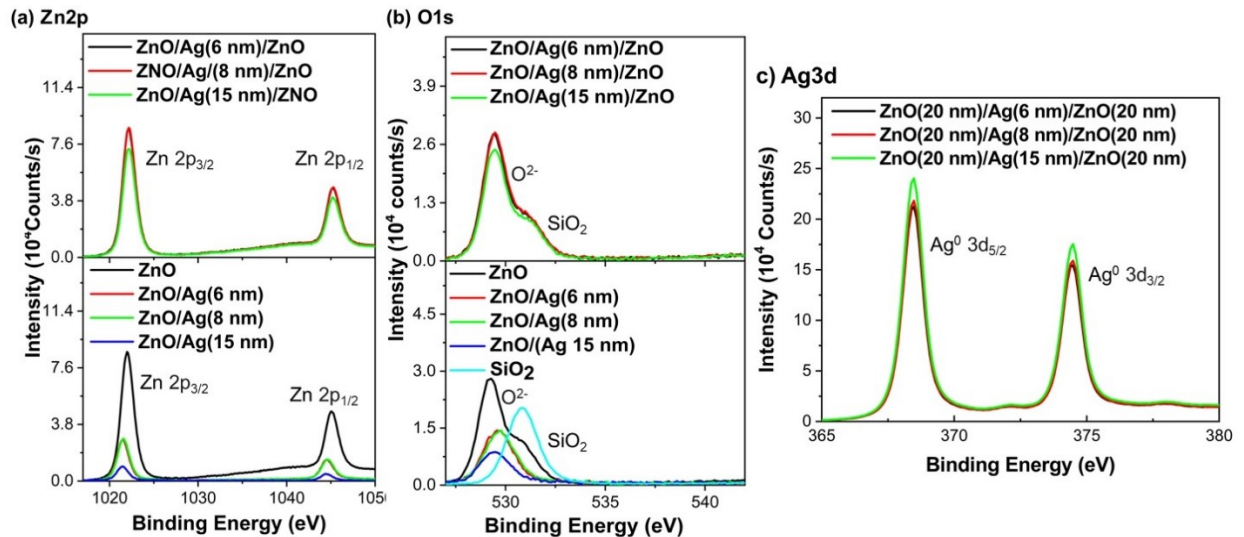 (a) Zn2p
Intensity (10⁴Counts/s)
11.4
7.6
3.8
0.0
ZnO/Ag(6 nm)/ZnO
ZNO/Ag/(8 nm)/ZnO
ZnO/Ag(15 nm)/ZNO
Zn 2p3/2
Zn 2p1/2
11.4
7.6
3.8
0.0
ZnO
ZnO/Ag(6 nm)
ZnO/Ag(8 nm)
ZnO/Ag(15 nm)
Zn 2p3/2
Zn 2p1/2
1020 1030 1040 1050
Binding Energy (eV)
(b) O1s
Intensity (10⁴ counts/s)
3.9
2.6
1.3
0.0
ZnO/Ag(6 nm)/ZnO
ZnO/Ag(8 nm)/ZnO
ZnO/Ag(15 nm)/ZnO
O²⁻
SiO₂
4.5
3.0
1.5
0.0
ZnO
ZnO/Ag(6 nm)
ZnO/Ag(8 nm)
ZnO/(Ag 15 nm)
SiO₂
O²⁻
SiO₂
530 535 540
Binding Energy (eV)
c) Ag3d
Intensity (10⁴ Counts/s)
30
25
20
15
10
5
0
ZnO(20 nm)/Ag(6 nm)/ZnO(20 nm)
ZnO(20 nm)/Ag(8 nm)/ZnO(20 nm)
ZnO(20 nm)/Ag(15 nm)/ZnO(20 nm)
Ag⁰ 3d5/2
Ag⁰ 3d3/2
365 370 375 380
Binding Energy (eV)